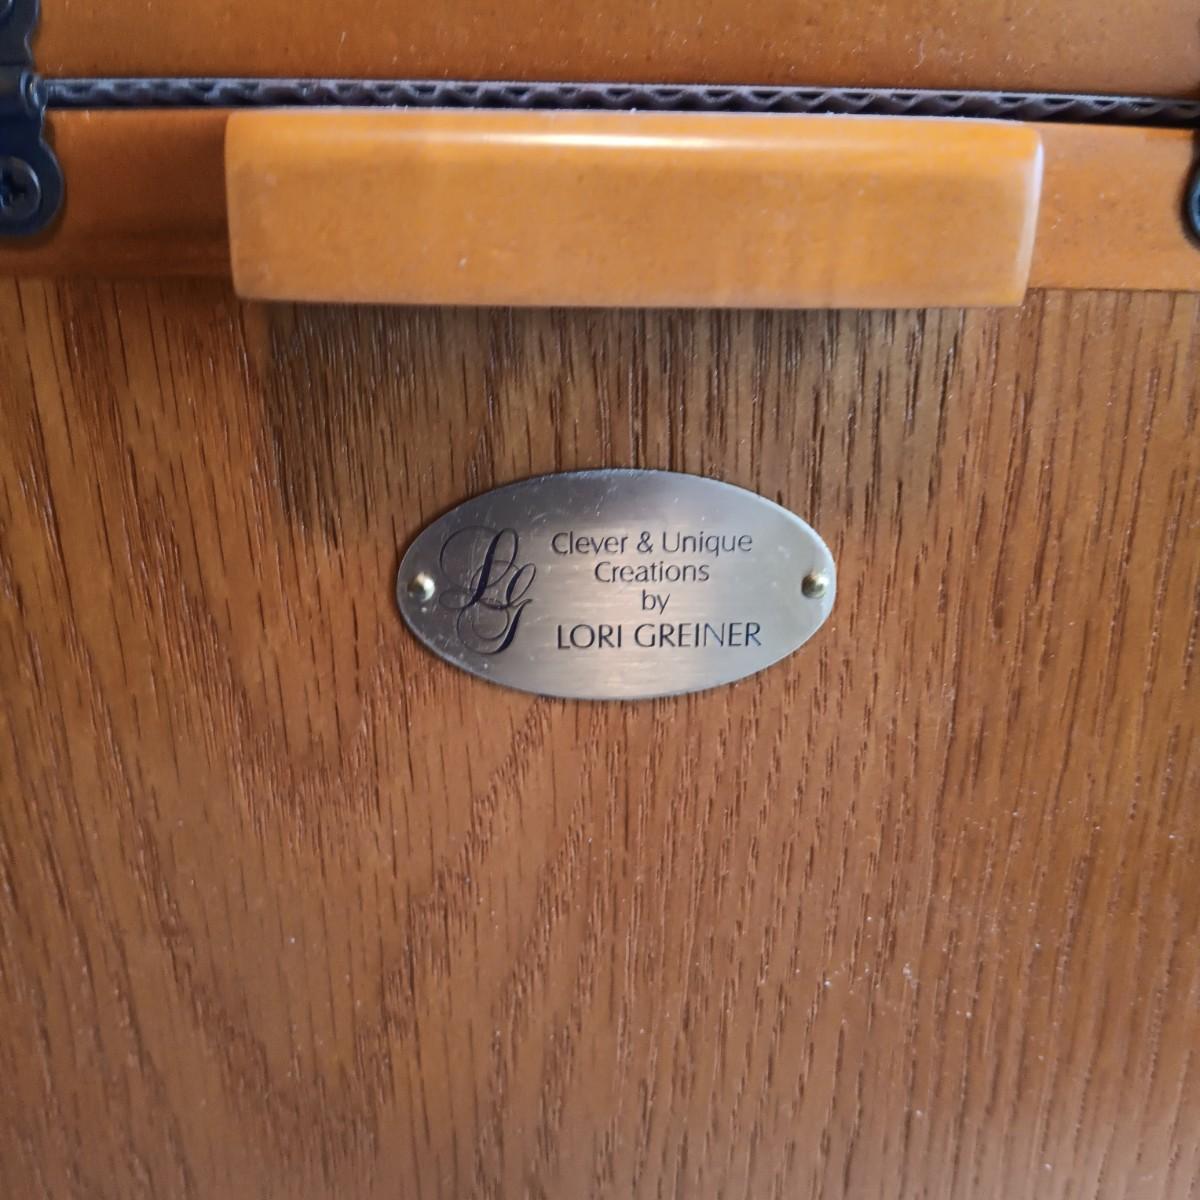 LG
Clever & Unique
Creations
by
LORI GREINER